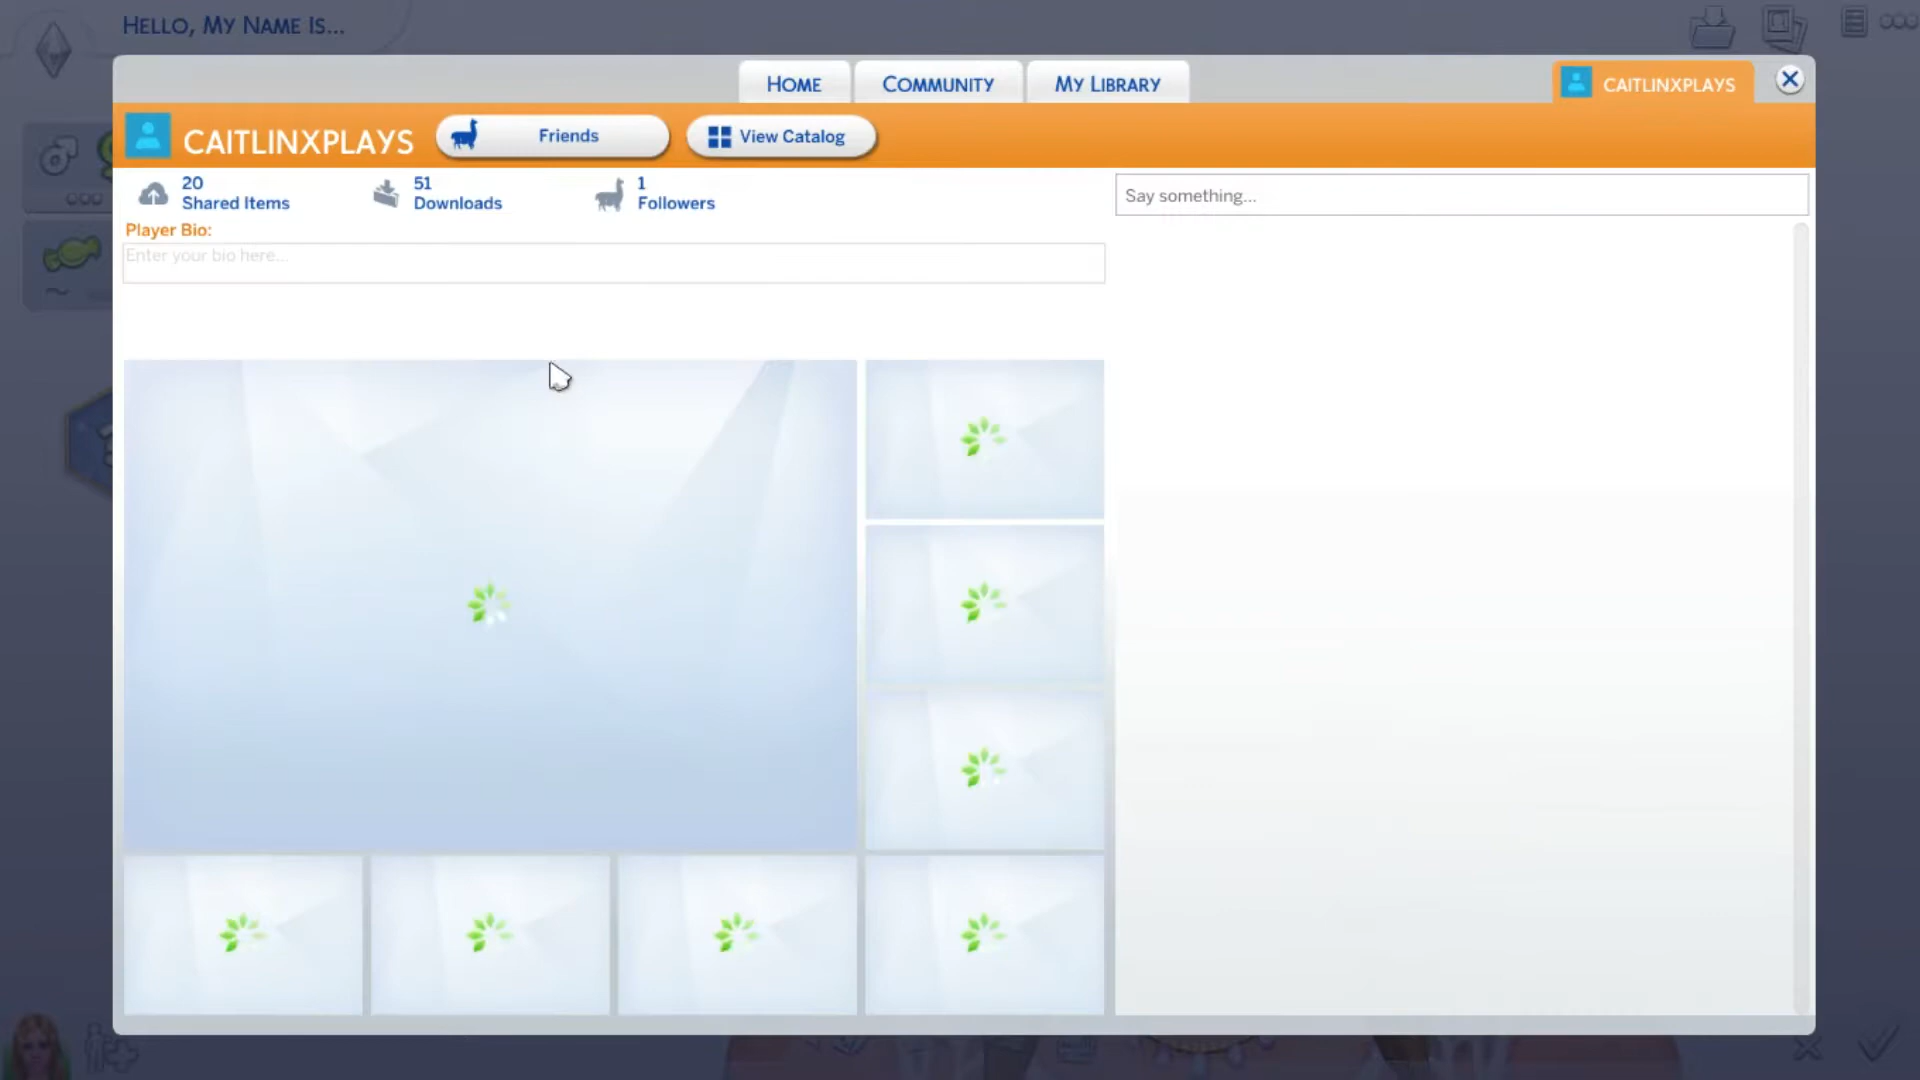 HELLO, MY NAME IS...
HOME
COMMUNITY
MY LIBRARY
CAITLINXPLAYS
CAITLINXPLAYS
Friends
View Catalog
20
Shared Items
51
Downloads
1
Followers
Say something...
Player Bio:
Enter your bio here...